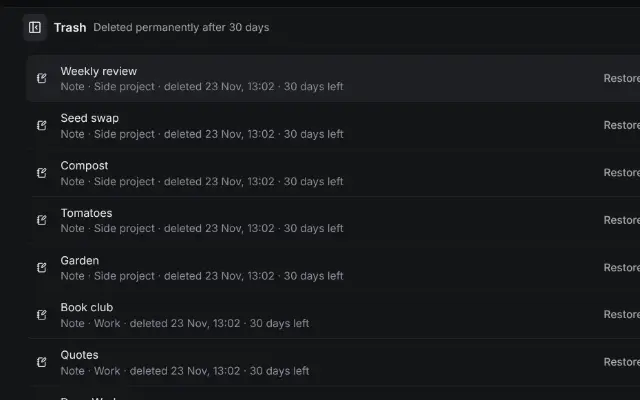 Trash Deleted permanently after 30 days
Weekly review
Note · Side project · deleted 23 Nov, 13:02 · 30 days left
Restore
Seed swap
Note · Side project · deleted 23 Nov, 13:02 · 30 days left
Restore
Compost
Note · Side project · deleted 23 Nov, 13:02 · 30 days left
Restore
Tomatoes
Note · Side project · deleted 23 Nov, 13:02 · 30 days left
Restore
Garden
Note · Side project · deleted 23 Nov, 13:02 · 30 days left
Restore
Book club
Note · Work · deleted 23 Nov, 13:02 · 30 days left
Restore
Quotes
Note · Work · deleted 23 Nov, 13:02 · 30 days left
Restore